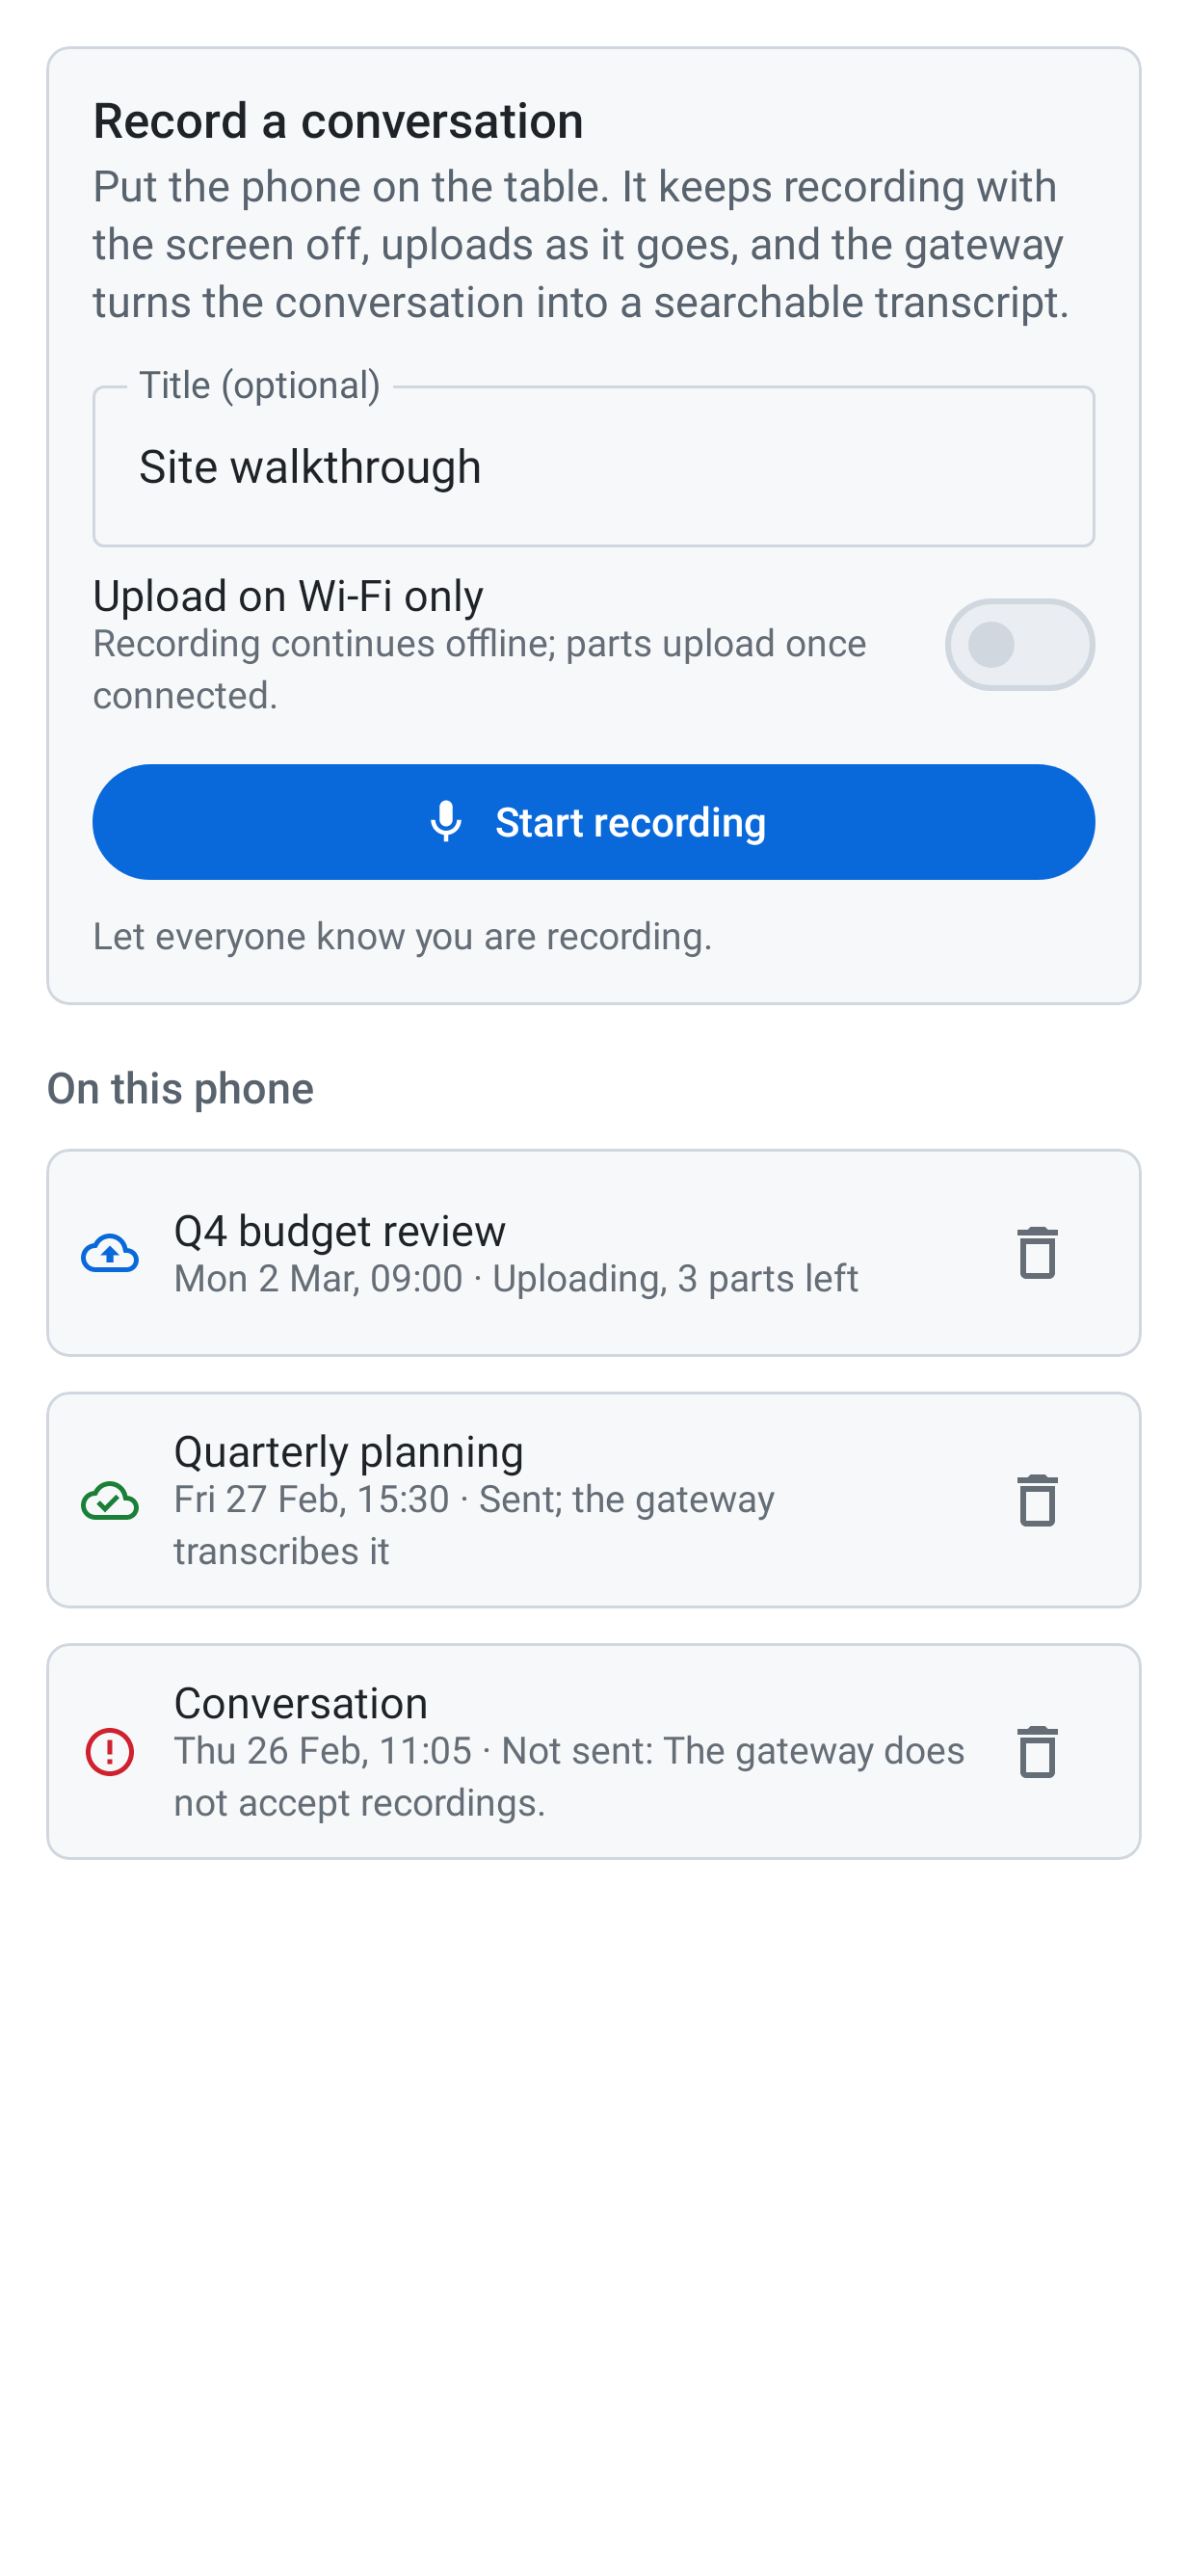 Record a conversation
Put the phone on the table. It keeps recording with
the screen off, uploads as it goes, and the gateway
turns the conversation into a searchable transcript.
Title (optional)
Site walkthrough
Upload on Wi-Fi only
Recording continues offline; parts upload once
connected.
Start recording
Let everyone know you are recording.
On this phone
Q4 budget review
Mon 2 Mar, 09:00 · Uploading, 3 parts left
Quarterly planning
Fri 27 Feb, 15:30 · Sent; the gateway
transcribes it
Conversation
Thu 26 Feb, 11:05 · Not sent: The gateway does
not accept recordings.